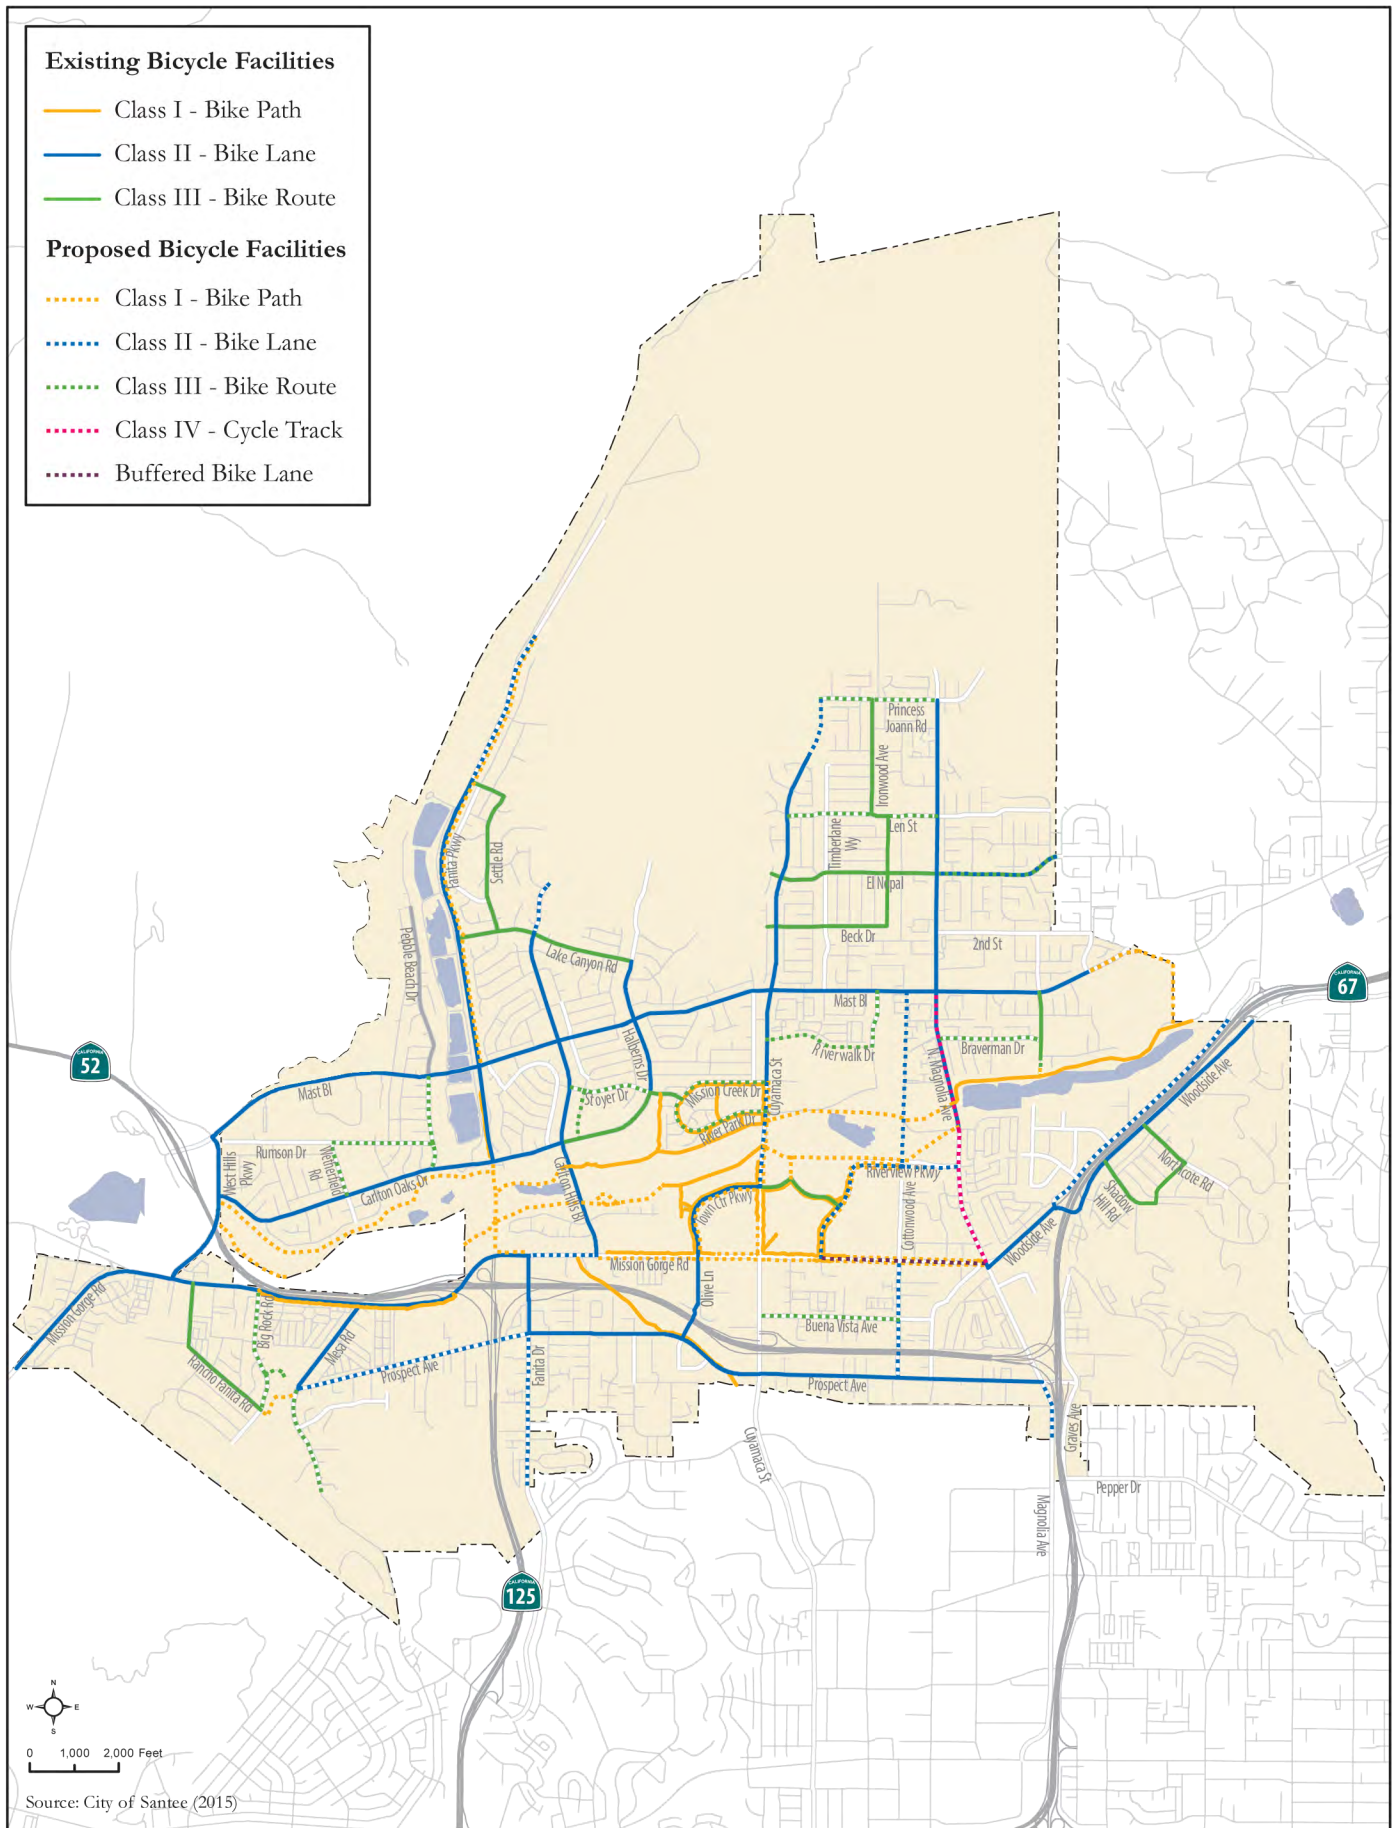 Existing Bicycle Facilities
Class I - Bike Path
Class II - Bike Lane
Class III - Bike Route
Proposed Bicycle Facilities
Class I - Bike Path
Class II - Bike Lane
Class III - Bike Route
Class IV - Cycle Track
Buffered Bike Lane
Princess
Joann Rd
Ironwood Ave
Len St
Timberlane
Wy
Fanita Pkwy
Settle Rd
El Nopal
Beck Dr
2nd St
Pebble Beach Dr
Lake Canyon Rd
CALIFORNIA
67
Mast Bl
CALIFORNIA
52
Halberns Dr
Riverwalk Dr
N. Magnolia Ave
Braverman Dr
Cuyamaca St
Woodside Ave
Mast Bl
Stoyer Dr
Mission Creek Dr
River Park Dr
Rumson Dr
West Hills
Pkwy
Wethersfield
Rd
Carlton Oaks Dr
Carlton Hills Bl
Town Ctr Pkwy
Riverview Pkwy
Cottonwood Ave
Northcote Rd
Shadow
Hill Rd
Woodside Ave
Mission Gorge Rd
Mission Gorge Rd
Olive Ln
Big Rock Rd
Mesa Rd
Buena Vista Ave
Rancho Fanita Rd
Prospect Ave
Fanita Dr
Prospect Ave
Graves Ave
Cuyamaca St
Pepper Dr
Magnolia Ave
CALIFORNIA
125
N
W
E
S
0 1,000 2,000 Feet
Source: City of Santee (2015)